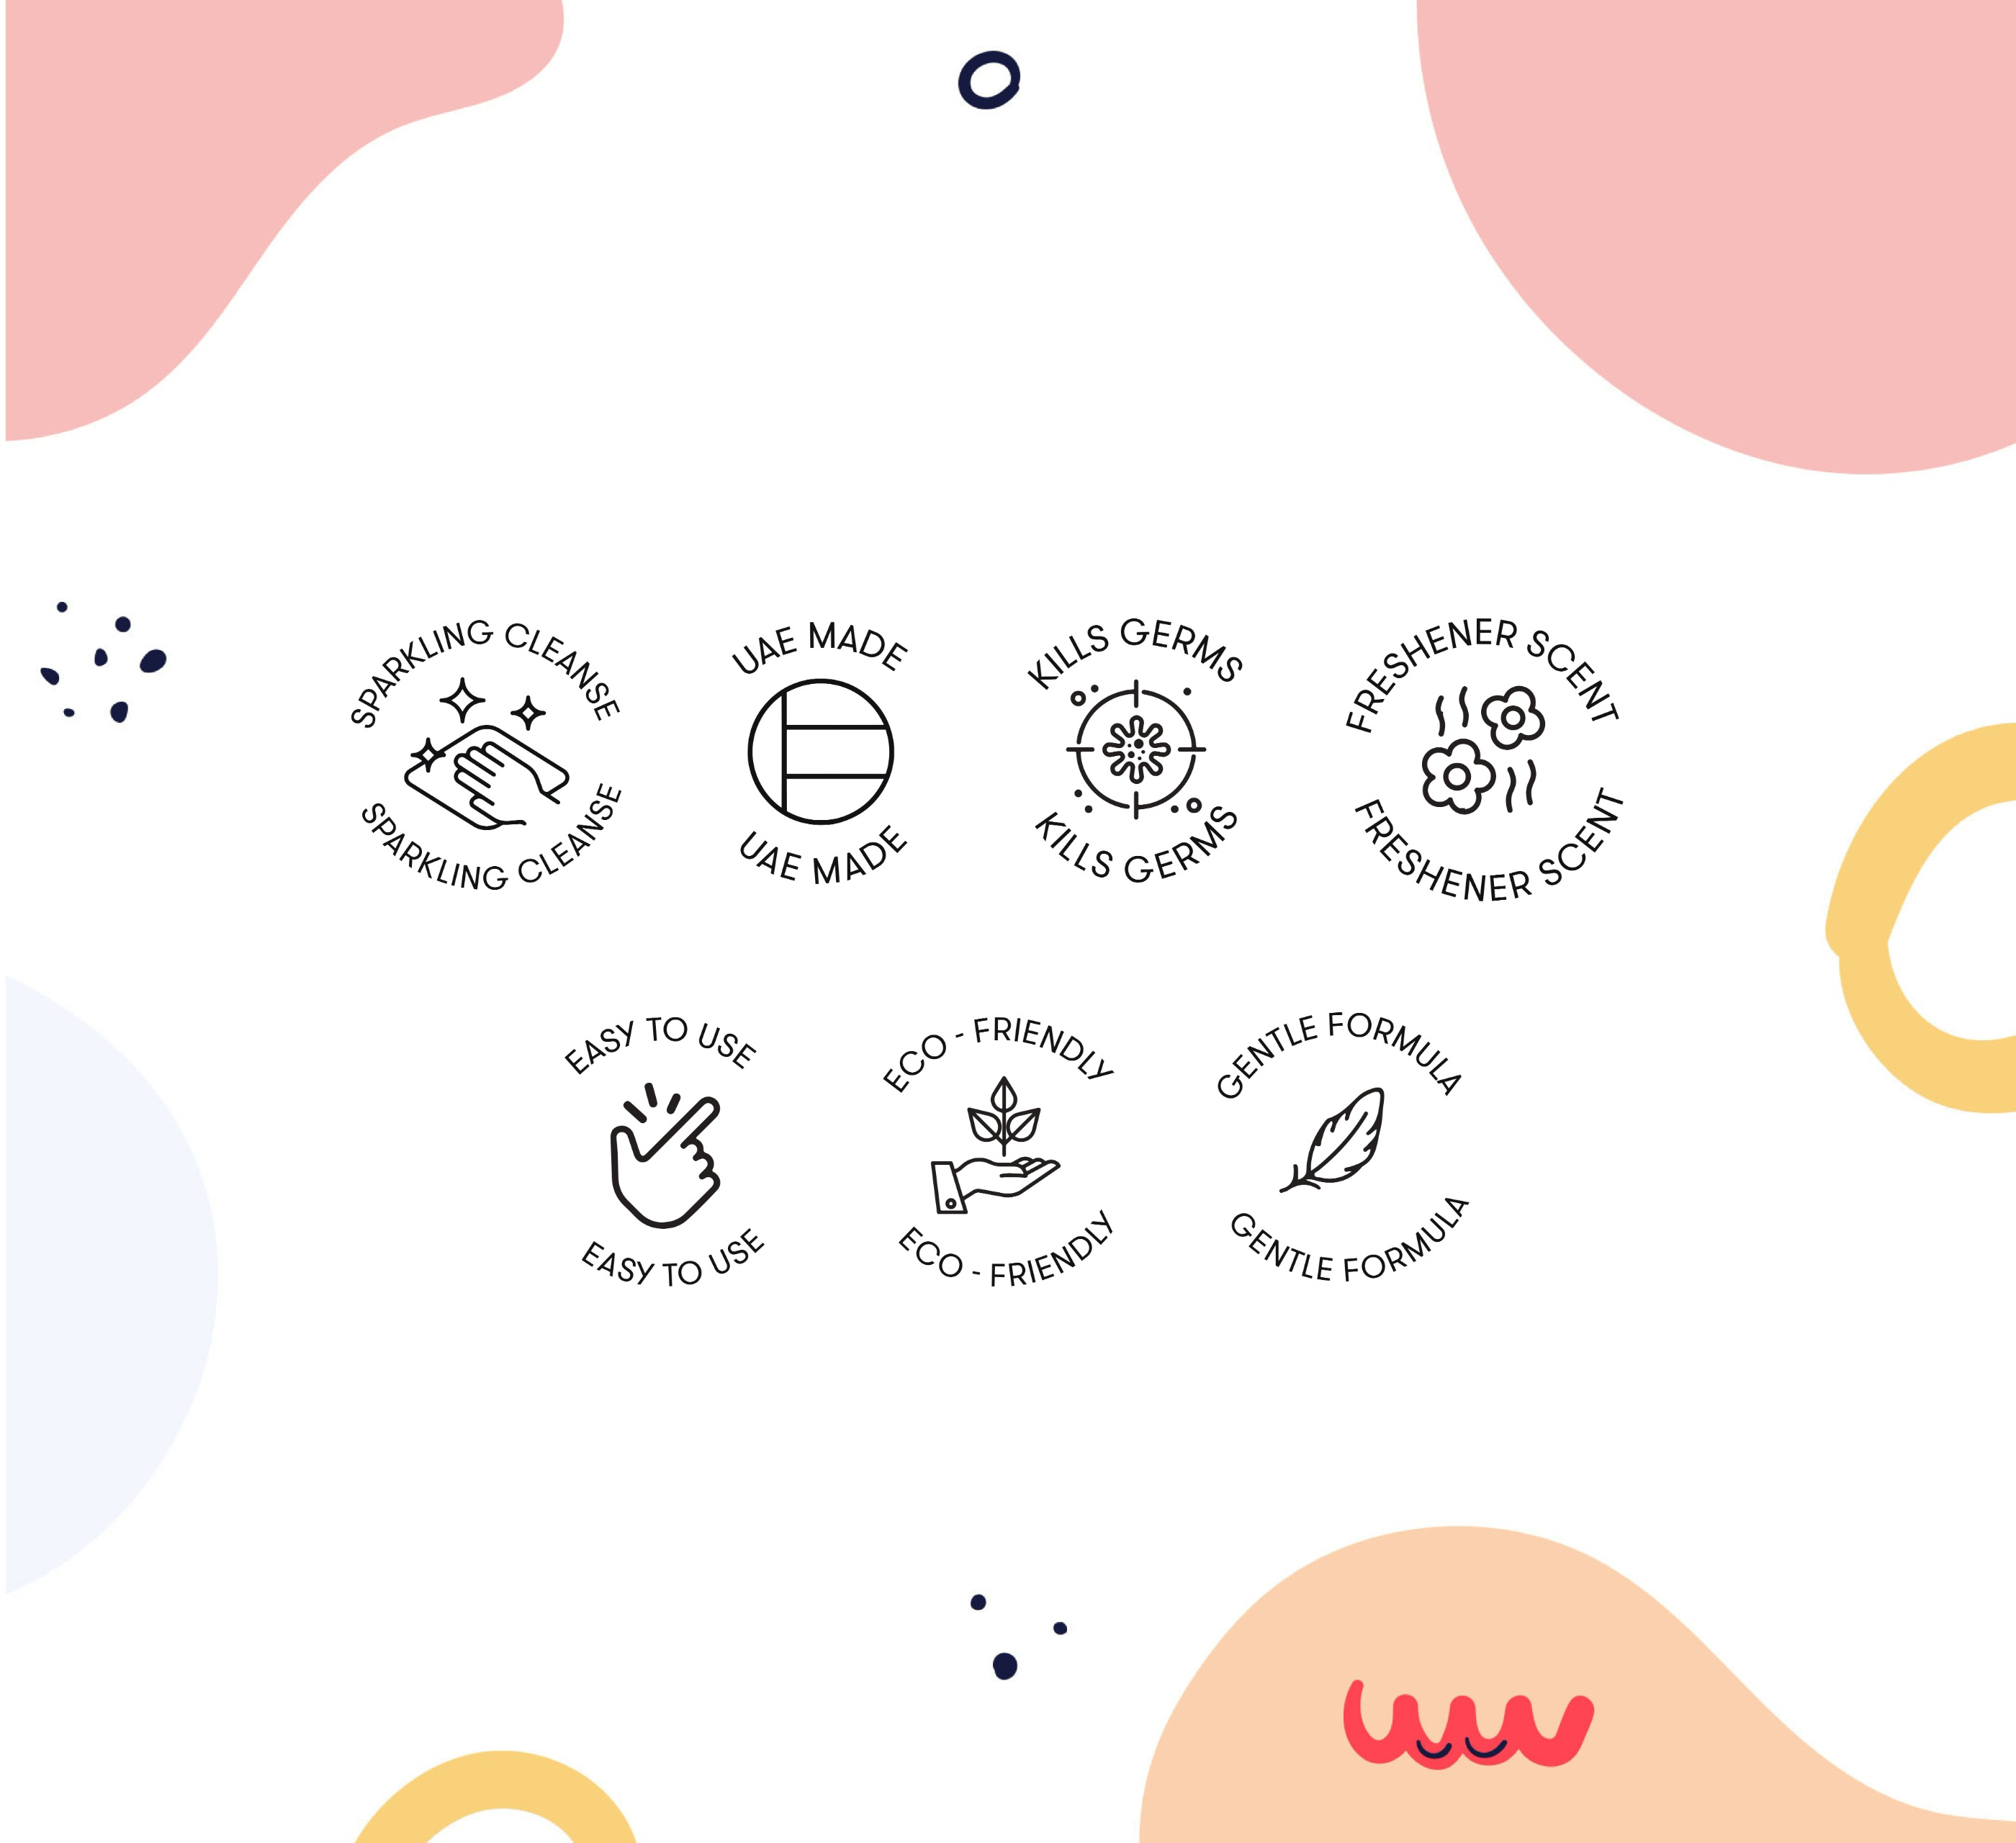 SPARKLING CLEANSE
SPARKLING CLEANSE
UAE MADE
UAE MADE
KILLS GERMS
KILLS GERMS
FRESHENER SCENT
FRESHENER SCENT
EASY TO USE
EASY TO USE
ECO - FRIENDLY
ECO - FRIENDLY
GENTLE FORMULA
GENTLE FORMULA